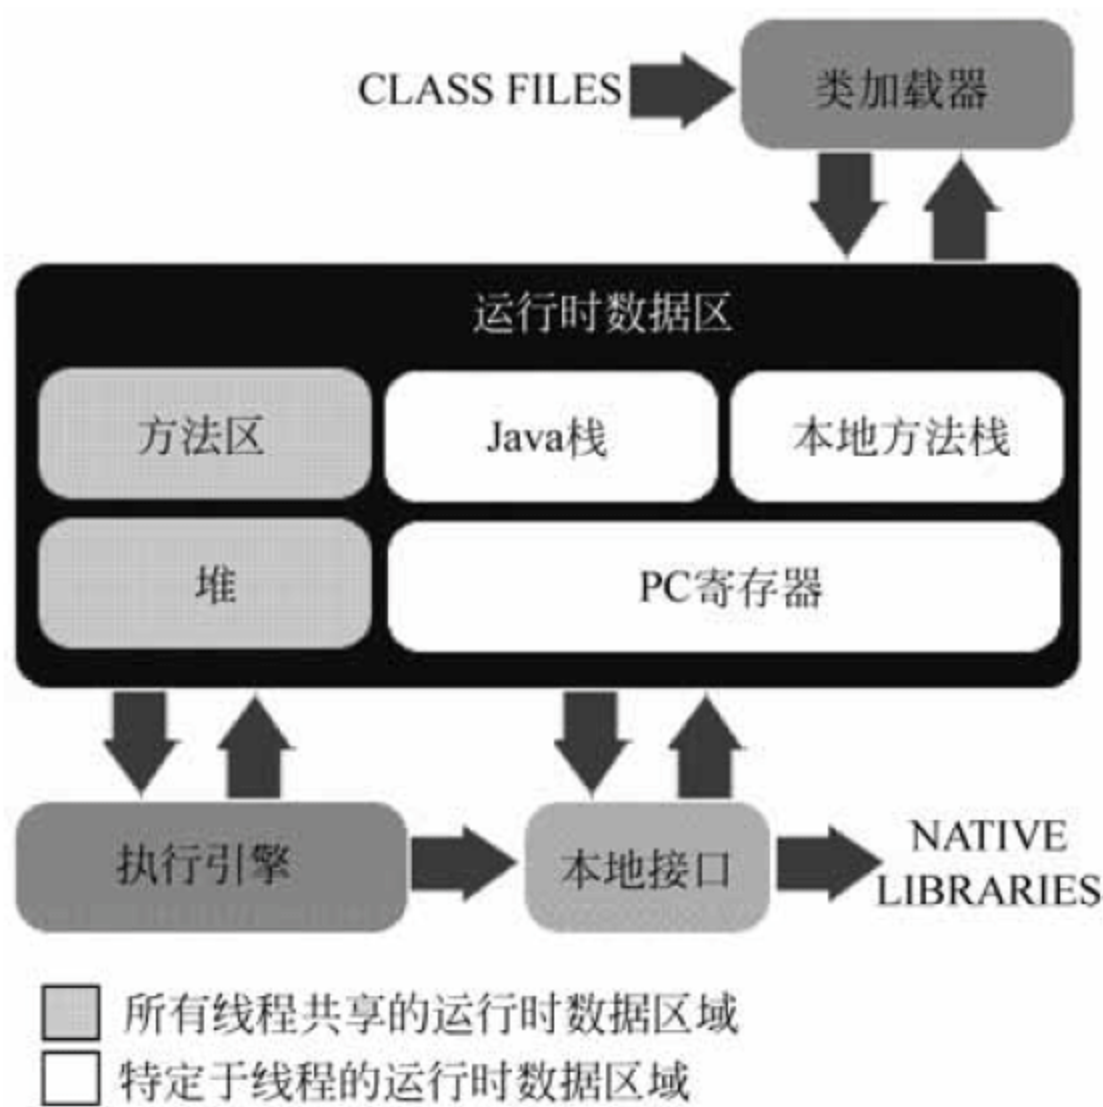 CLASS FILES
类加载器
运行时数据区
方法区
Java栈
本地方法栈
堆
PC寄存器
执行引擎
本地接口
NATIVE
LIBRARIES
所有线程共享的运行时数据区域
特定于线程的运行时数据区域